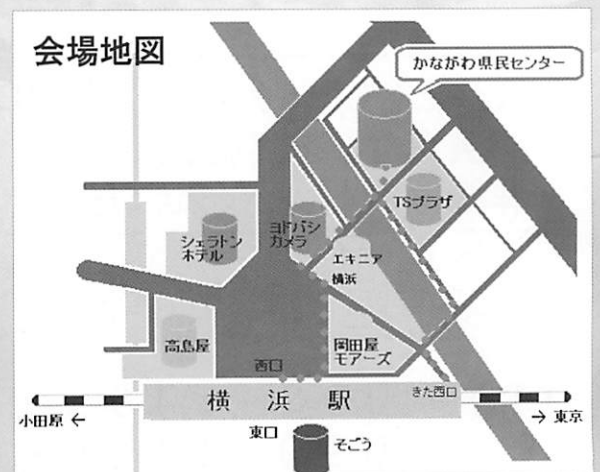 会場地図
かながわ県民センター
TSプラザ
ヨドバシ
カメラ
シェラトン
ホテル
エキニア
横浜
高島屋
岡田屋
モアーズ
西口
きた西口
横浜駅
小田原 ←
→ 東京
東口
そごう